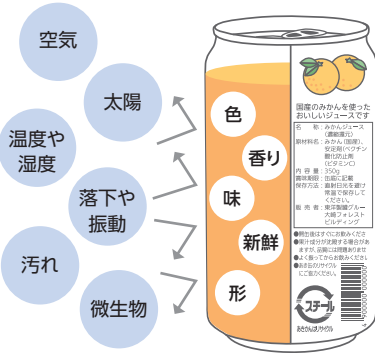 空気
太陽
温度や
湿度
落下や
振動
汚れ
微生物
色
香り
味
新鮮
形
国産のみかんを使った
おいしいジュースです
名　　称：みかんジュース
（濃縮還元）
原材料名：みかん（国産）、
安定剤（ペクチン
酸化防止剤
（ビタミンC）
内 容 量：350g
賞味期限：缶底に記載
保存方法：直射日光を避け
常温で保存して
ください。
販 売 者：東洋製罐グルー
大崎フォレスト
ビルディング
●開缶後はすぐにお飲みくださ
●果汁成分が沈殿する場合があ
ますが、品質には問題ありませ
●よく振ってからお飲みくださ
●あき缶のリサイクル
にご協力ください。
スチール
あきかんはリサイクル